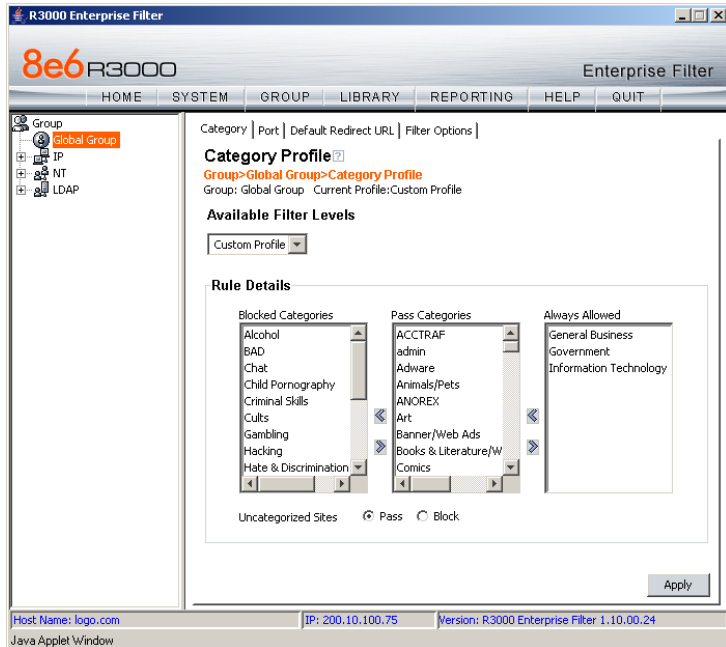 R3000 Enterprise Filter
8e6 R3000
Enterprise Filter
HOME SYSTEM GROUP LIBRARY REPORTING HELP QUIT
Group
Global Group
IP
NT
LDAP
Category Port Default Redirect URL Filter Options
Category Profile ?
Group>Global Group>Category Profile
Group: Global Group Current Profile:Custom Profile
Available Filter Levels
Custom Profile
Rule Details
Blocked Categories
Alcohol
BAD
Chat
Child Pornography
Criminal Skills
Cults
Gambling
Hacking
Hate & Discrimination
Pass Categories
ACCTRAF
admin
Adware
Animals/Pets
ANOREX
Art
Banner/Web Ads
Books & Literature/W
Comics
Always Allowed
General Business
Government
Information Technology
Uncategorized Sites Pass Block
Apply
Host Name: logo.com IP: 200.10.100.75 Version: R3000 Enterprise Filter 1.10.00.24
Java Applet Window